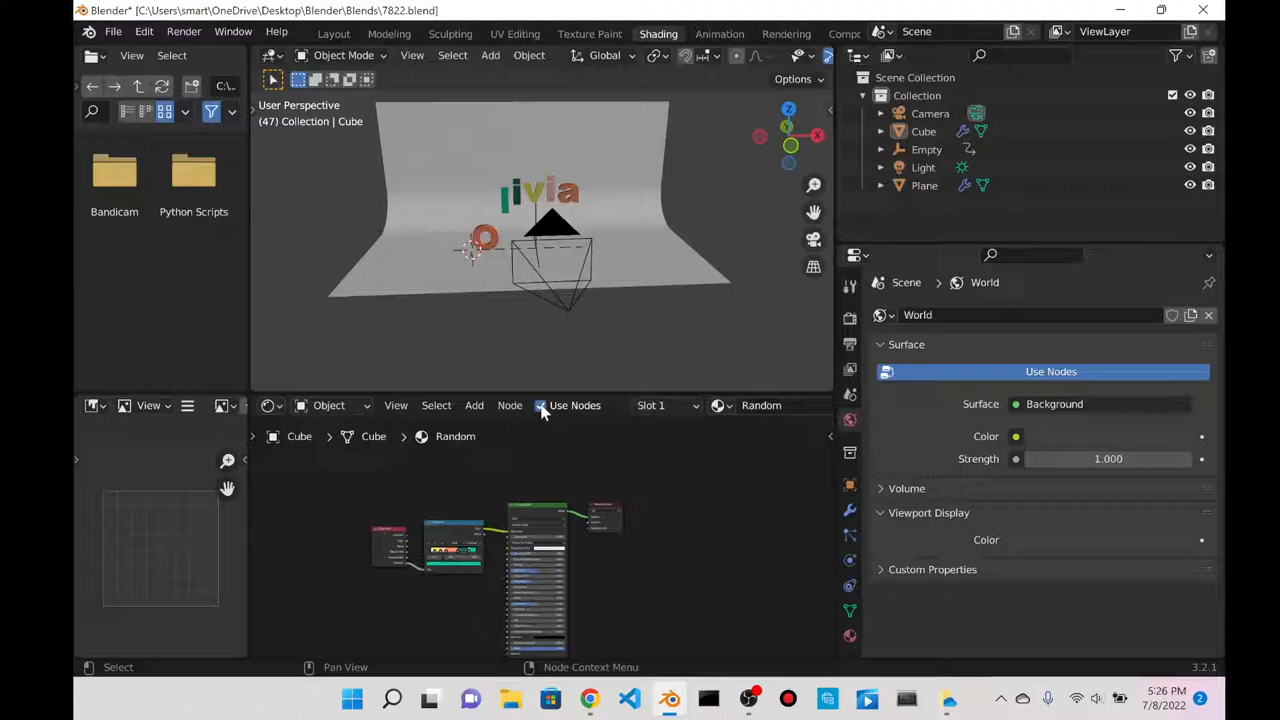 Blender* [C:\Users\smart\OneDrive\Desktop\Blender\Blends\7822.blend]
File Edit Render Window Help Layout Modeling Sculpting UV Editing Texture Paint Shading Animation Rendering Comp Scene ViewLayer
View Select Object Mode View Select Add Object Global
C:\... Options
User Perspective
(47) Collection | Cube
Z
X
Scene Collection
Collection
Camera
Cube
Empty
Light
Plane
Bandicam Python Scripts
olivia
Scene World
World
Surface
Use Nodes
Surface Background
Color
Strength 1.000
Volume
Viewport Display
Color
Custom Properties
View Object View Select Add Node Use Nodes Slot 1 Random
Cube Cube Random
Select Pan View Node Context Menu 3.2.1
5:26 PM
7/8/2022
2